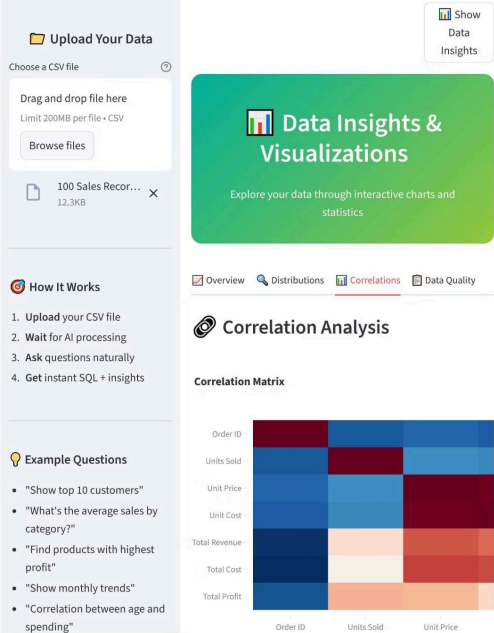 Upload Your Data
Choose a CSV file
Drag and drop file here
Limit 200MB per file • CSV
Browse files
100 Sales Recor...
12.3KB
How It Works
1. Upload your CSV file
2. Wait for AI processing
3. Ask questions naturally
4. Get instant SQL + insights
Example Questions
• "Show top 10 customers"
• "What's the average sales by
category?"
• "Find products with highest
profit"
• "Show monthly trends"
• "Correlation between age and
spending"
Show
Data
Insights
Data Insights &
Visualizations
Explore your data through interactive charts and
statistics
Overview
Distributions
Correlations
Data Quality
Correlation Analysis
Correlation Matrix
Order ID
Units Sold
Unit Price
Unit Cost
Total Revenue
Total Cost
Total Profit
Order ID
Units Sold
Unit Price